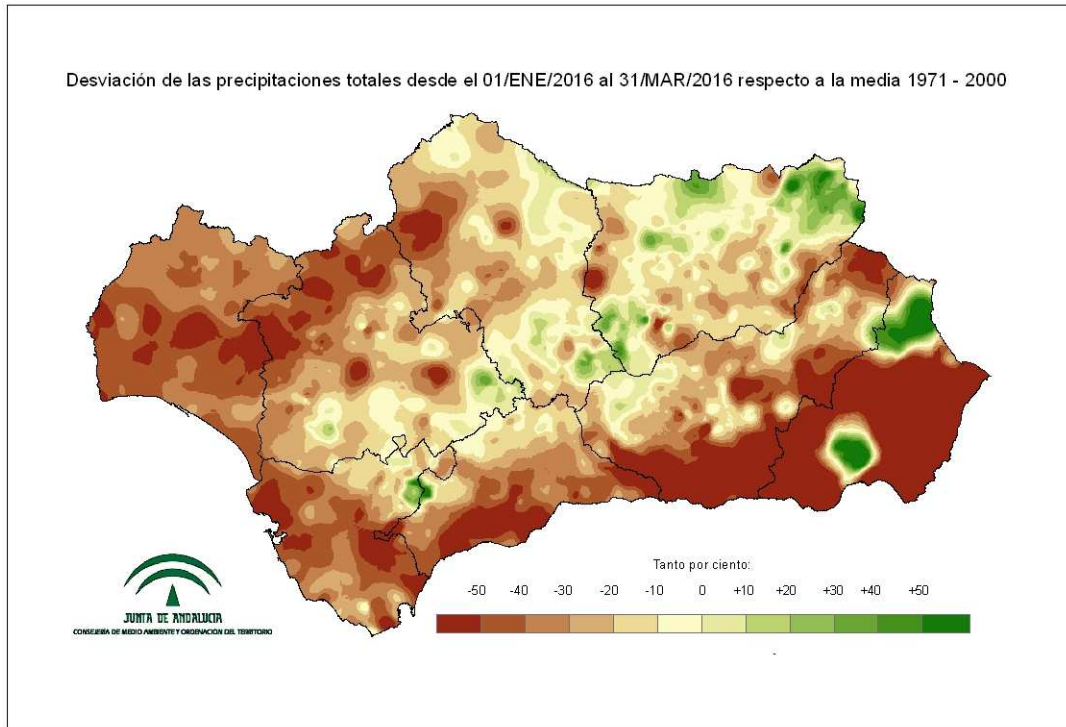 Desviación de las precipitaciones totales desde el 01/ENE/2016 al 31/MAR/2016 respecto a la media 1971 - 2000
Tanto por ciento:
-50 -40 -30 -20 +10 0 +10 +20 +30 +40 +50
JUNTA DE ANDALUCIA
CONSEJERÍA DE MEDIO AMBIENTE Y ORDENACIÓN DEL TERRITORIO